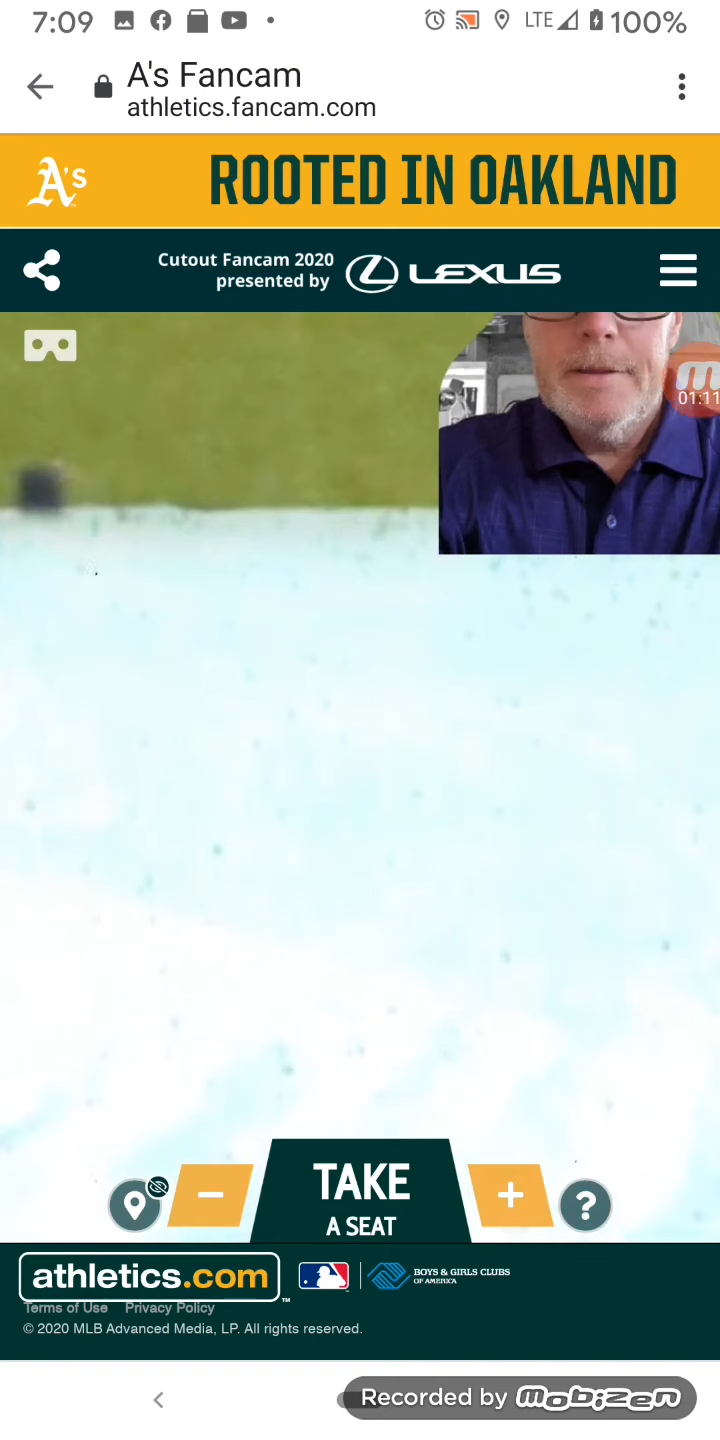 7:09
LTE 100%
A's Fancam
athletics.fancam.com
A's
ROOTED IN OAKLAND
Cutout Fancam 2020
presented by
LEXUS
01:11
TAKE
A SEAT
− + ?
athletics.com™
BOYS & GIRLS CLUBS
OF AMERICA
Terms of Use Privacy Policy
© 2020 MLB Advanced Media, LP. All rights reserved.
Recorded by mobizen